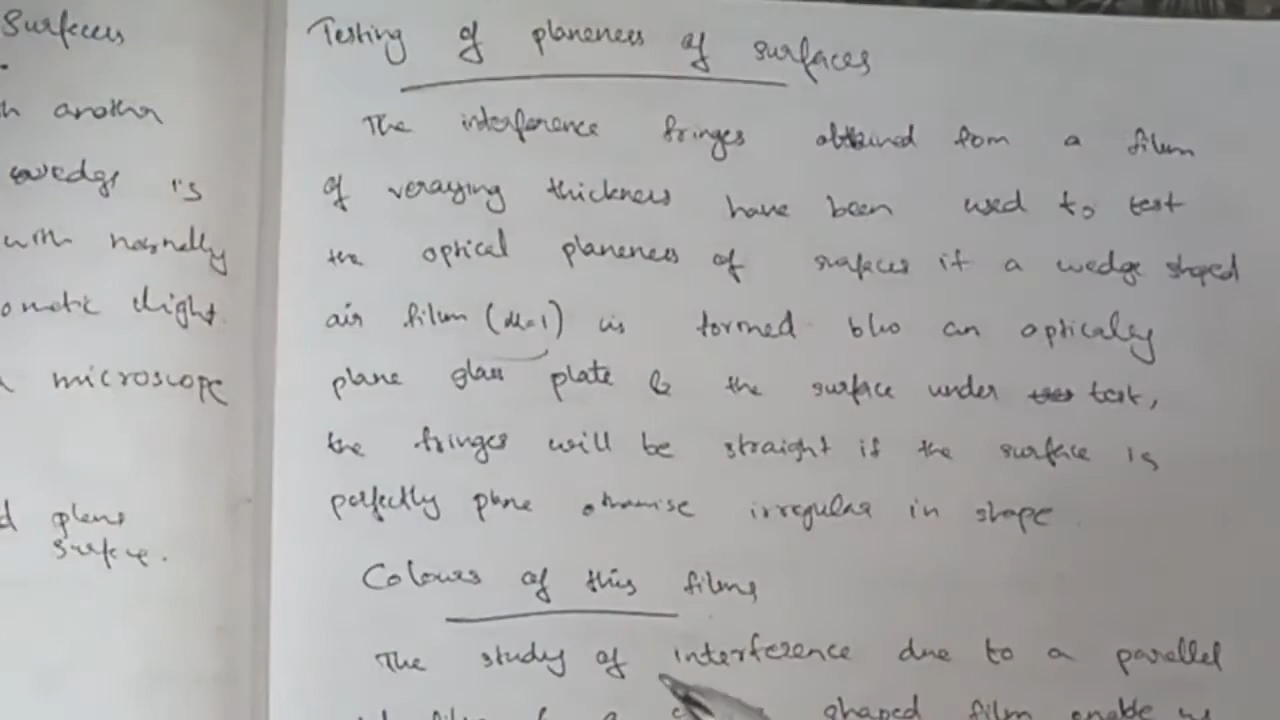 Surfaces
another
wedge is
with normally
omatic light
microscope
plane
surface.
Testing of planeness of surfaces
The interference fringes obtained from a film
of veraying thickness have been used to test
the optical planeness of surfaces if a wedge shaped
air film (μ=1) is formed b/w an optically
plane glass plate & the surface under test,
the fringes will be straight if the surface is
perfectly plane otherwise irregular in shape
Colours of thin films
The study of interference due to a parallel
film & a shaped film enable us